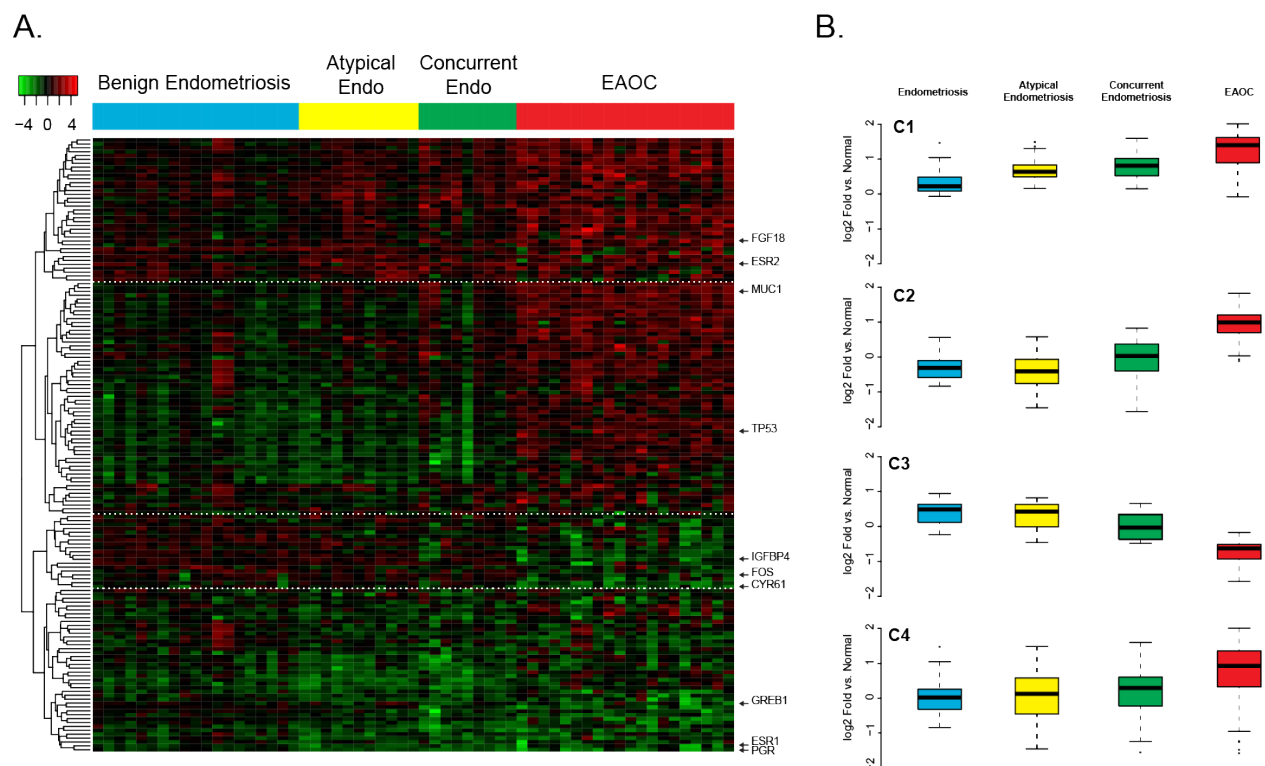 A.
B.
Benign Endometriosis
Atypical
Endo
Concurrent
Endo
EAOC
−4 0 4
FGF18
ESR2
MUC1
TP53
IGFBP4
FOS
CYR61
GREB1
ESR1
PGR
Endometriosis
Atypical
Endometriosis
Concurrent
Endometriosis
EAOC
C1
log2 Fold vs. Normal
2
1
0
−1
−2
C2
log2 Fold vs. Normal
2
1
0
−1
−2
C3
log2 Fold vs. Normal
2
1
0
−1
−2
C4
log2 Fold vs. Normal
2
1
0
−1
−2